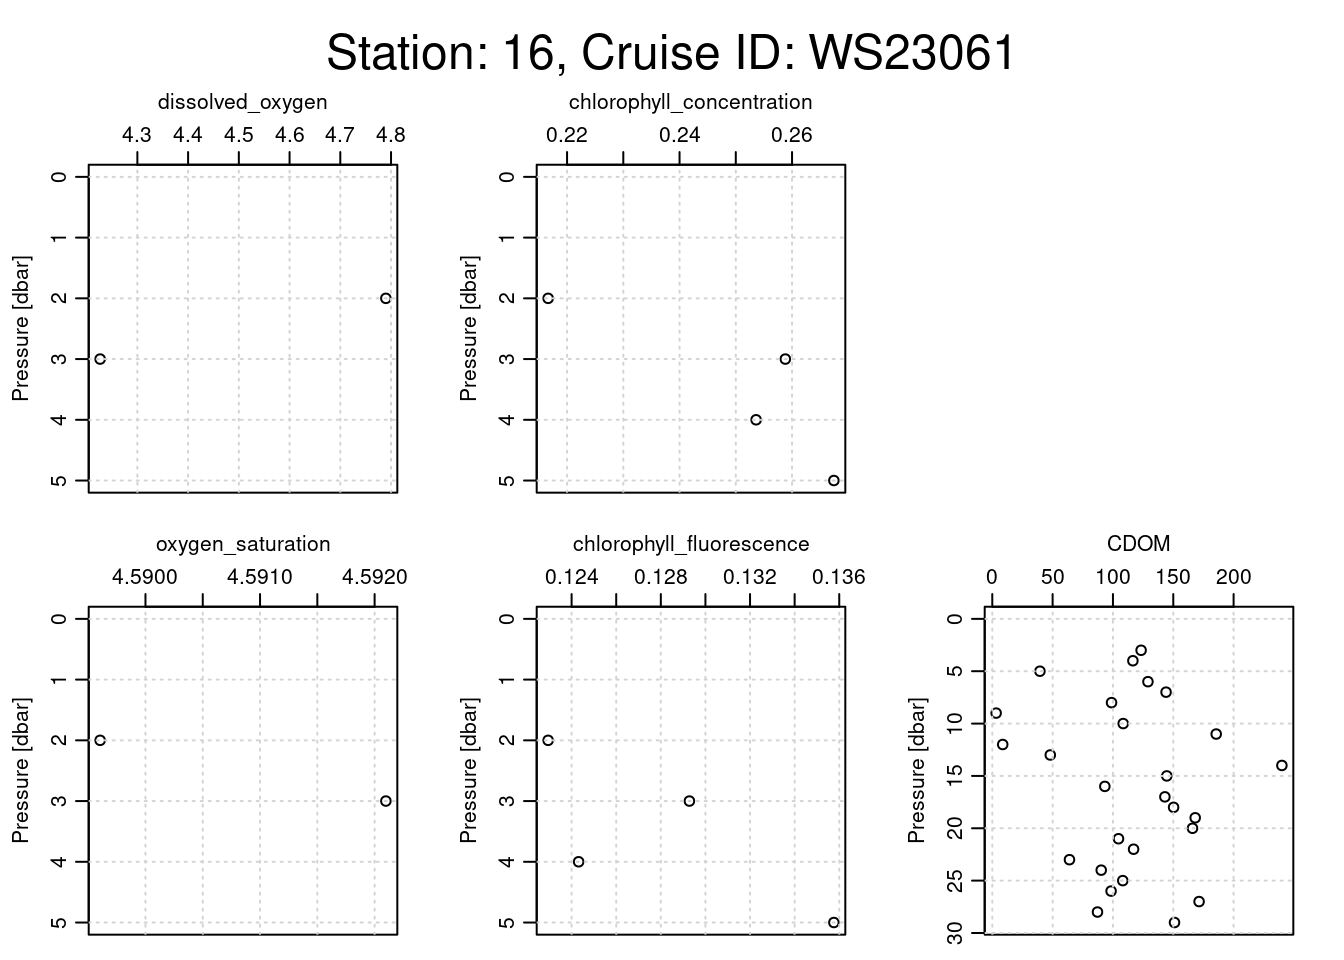 Station: 16, Cruise ID: WS23061
dissolved_oxygen
4.3 4.4 4.5 4.6 4.7 4.8
Pressure [dbar]
0
1
2
3
4
5
chlorophyll_concentration
0.22 0.24 0.26
Pressure [dbar]
0
1
2
3
4
5
oxygen_saturation
4.5900 4.5910 4.5920
Pressure [dbar]
0
1
2
3
4
5
chlorophyll_fluorescence
0.124 0.128 0.132 0.136
Pressure [dbar]
0
1
2
3
4
5
CDOM
0 50 100 150 200
Pressure [dbar]
0
5
10
15
20
25
30